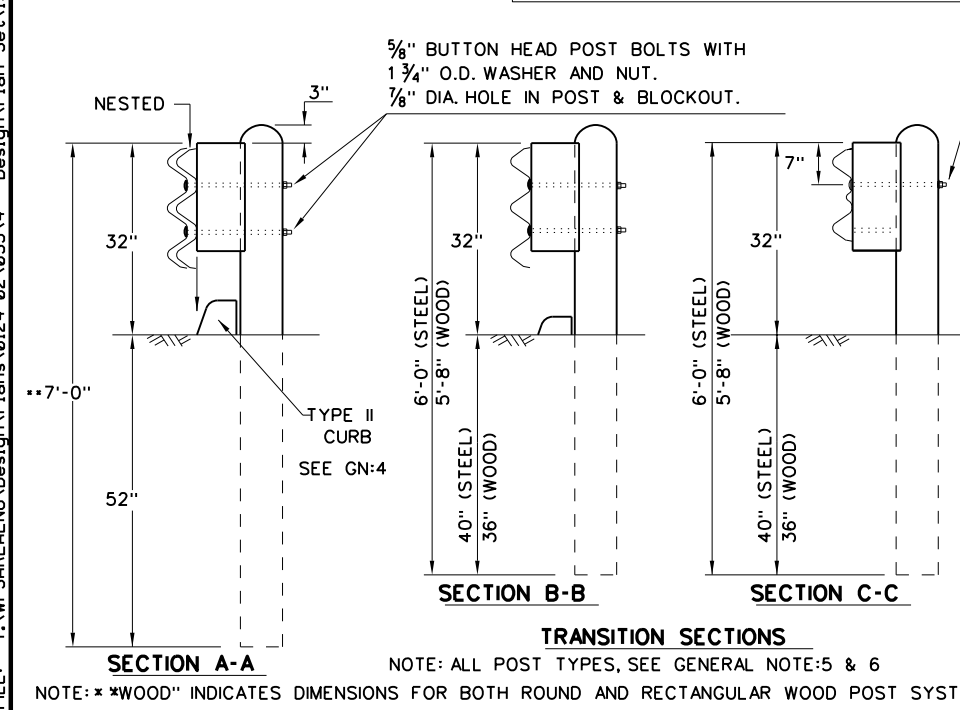 5/8" BUTTON HEAD POST BOLTS WITH
1 3/4" O.D. WASHER AND NUT.
7/8" DIA. HOLE IN POST & BLOCKOUT.
NESTED
3"
32"
**7'-0"
52"
TYPE II
CURB
SEE GN:4
SECTION A-A
32"
6'-0" (STEEL)
5'-8" (WOOD)
40" (STEEL)
36" (WOOD)
SECTION B-B
7"
32"
6'-0" (STEEL)
5'-8" (WOOD)
40" (STEEL)
36" (WOOD)
SECTION C-C
TRANSITION SECTIONS
NOTE: ALL POST TYPES, SEE GENERAL NOTE:5 & 6
NOTE: * *WOOD" INDICATES DIMENSIONS FOR BOTH ROUND AND RECTANGULAR WOOD POST SYST